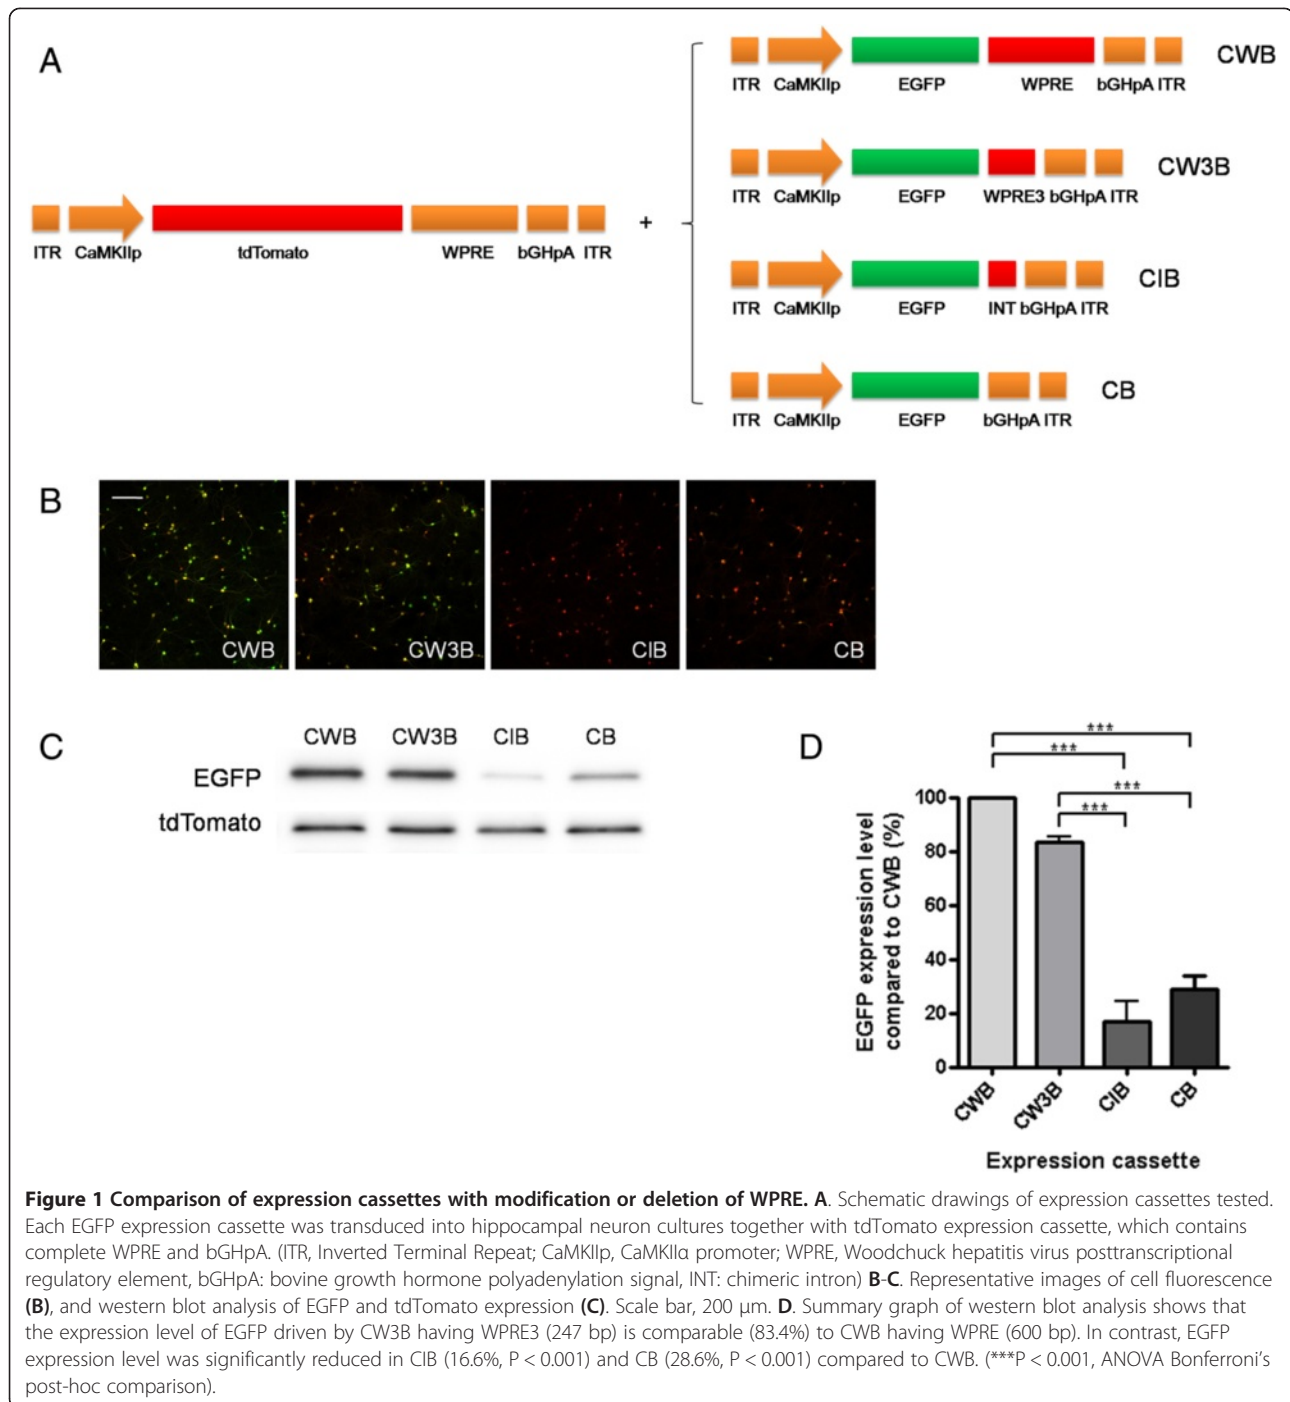 A
ITR CaMKIIp tdTomato WPRE bGHpA ITR
+
ITR CaMKIIp EGFP WPRE bGHpA ITR CWB
ITR CaMKIIp EGFP WPRE3 bGHpA ITR CW3B
ITR CaMKIIp EGFP INT bGHpA ITR CIB
ITR CaMKIIp EGFP bGHpA ITR CB
B
CWB CW3B CIB CB
C
CWB CW3B CIB CB
EGFP
tdTomato
D
***
***
***
***
EGFP expression level
compared to CWB (%)
100
80
60
40
20
0
CWB CW3B CIB CB
Expression cassette
Figure 1 Comparison of expression cassettes with modification or deletion of WPRE. A. Schematic drawings of expression cassettes tested.
Each EGFP expression cassette was transduced into hippocampal neuron cultures together with tdTomato expression cassette, which contains
complete WPRE and bGHpA. (ITR, Inverted Terminal Repeat; CaMKIIp, CaMKIIα promoter; WPRE, Woodchuck hepatitis virus posttranscriptional
regulatory element, bGHpA: bovine growth hormone polyadenylation signal, INT: chimeric intron) B-C. Representative images of cell fluorescence
(B), and western blot analysis of EGFP and tdTomato expression (C). Scale bar, 200 μm. D. Summary graph of western blot analysis shows that
the expression level of EGFP driven by CW3B having WPRE3 (247 bp) is comparable (83.4%) to CWB having WPRE (600 bp). In contrast, EGFP
expression level was significantly reduced in CIB (16.6%, P < 0.001) and CB (28.6%, P < 0.001) compared to CWB. (***P < 0.001, ANOVA Bonferroni's
post-hoc comparison).